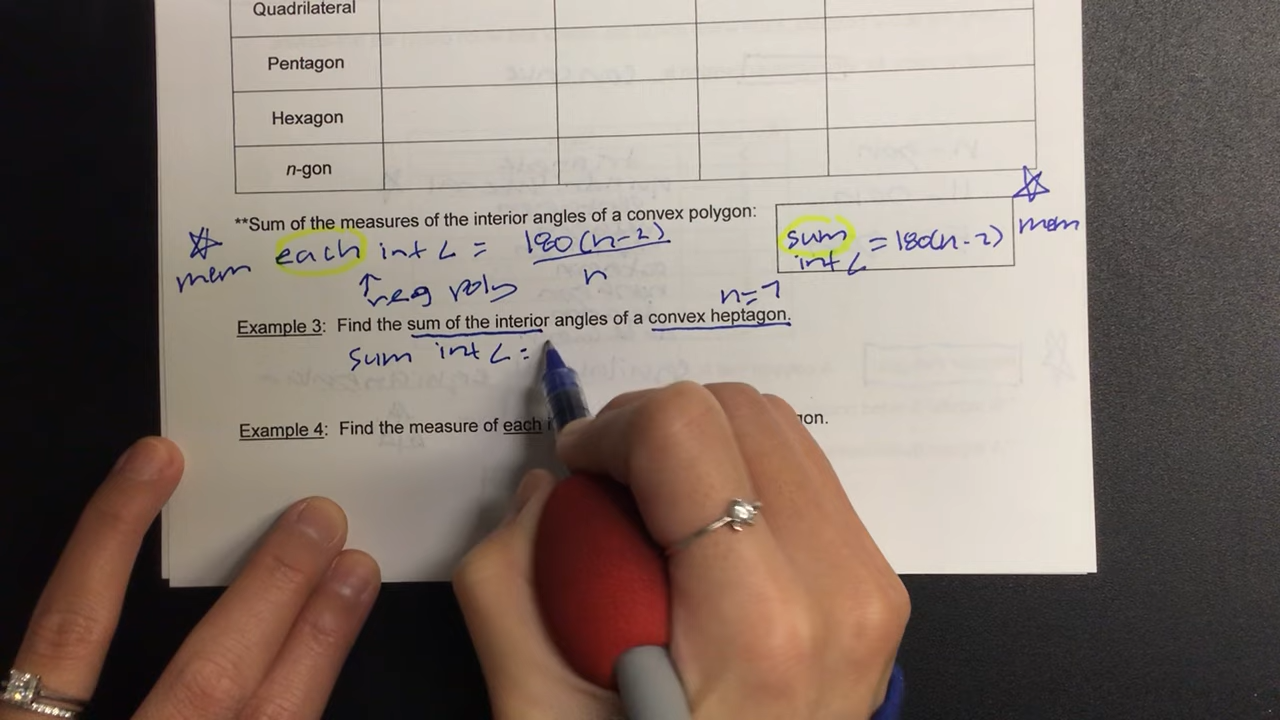 Quadrilateral
Pentagon
Hexagon
n-gon
**Sum of the measures of the interior angles of a convex polygon:
sum int ∠ = 180(n-2)
mem
mem
each int ∠ = 180(n-2)
n
↑ reg poly
n=7
Example 3: Find the sum of the interior angles of a convex heptagon.
sum int ∠ =
Example 4: Find the measure of each